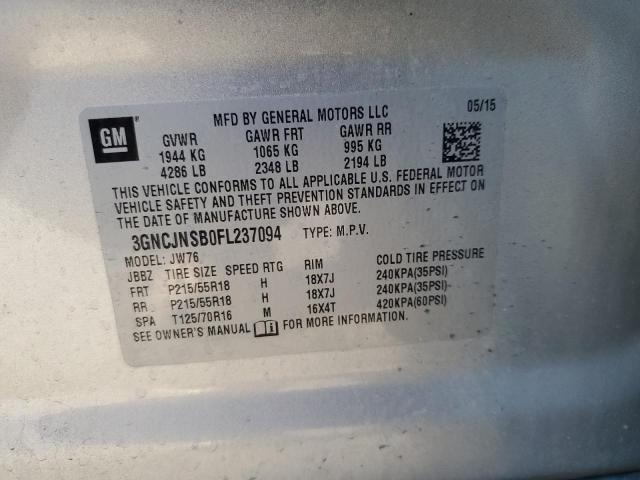 MFD BY GENERAL MOTORS LLC 05/15
GM
GVWR GAWR FRT GAWR RR
1944 KG 1065 KG 995 KG
4286 LB 2348 LB 2194 LB
THIS VEHICLE CONFORMS TO ALL APPLICABLE U.S. FEDERAL MOTOR
VEHICLE SAFETY AND THEFT PREVENTION STANDARDS IN EFFECT ON
THE DATE OF MANUFACTURE SHOWN ABOVE.
3GNCJNSB0FL237094 TYPE: M.P.V.
MODEL: JW76
JBBZ TIRE SIZE SPEED RTG RIM COLD TIRE PRESSURE
FRT P215/55R18 H 18X7J 240KPA(35PSI)
RR P215/55R18 H 18X7J 240KPA(35PSI)
SPA T125/70R16 M 16X4T 420KPA(60PSI)
SEE OWNER'S MANUAL FOR MORE INFORMATION.